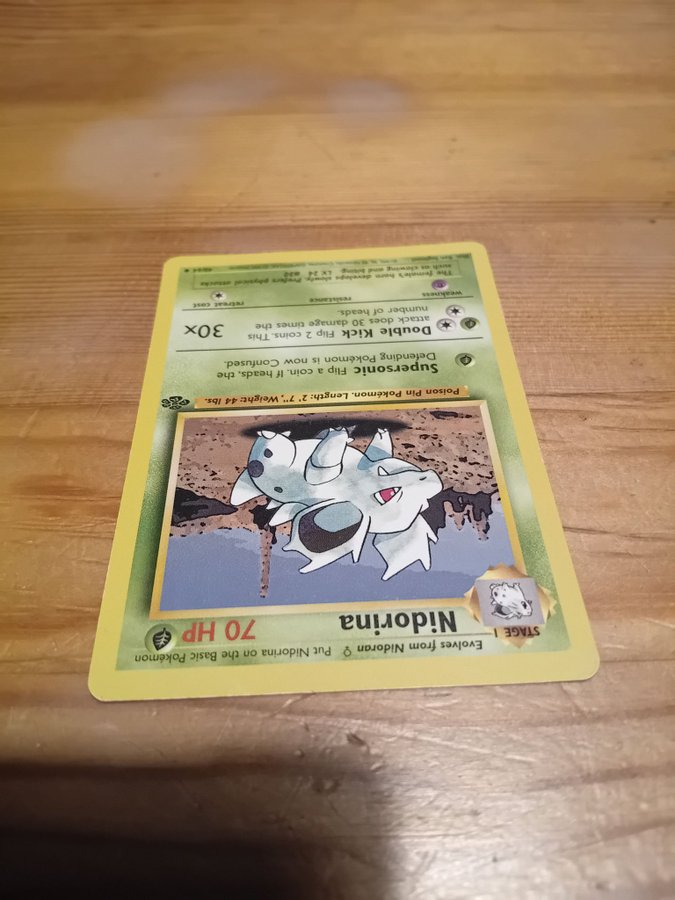 Evolves from Nidoran ♀ Put Nidorina on the Basic Pokémon
STAGE 1
Nidorina 70 HP
Poison Pin Pokémon. Length: 2' 7", Weight: 44 lbs.
Supersonic Flip a coin. If heads, the
Defending Pokémon is now Confused.
Double Kick Flip 2 coins. This
attack does 30 damage times the
number of heads.
30×
weakness resistance retreat cost
The female's horn develops slowly. Prefers physical attacks
such as clawing and biting. LV. 24 #30